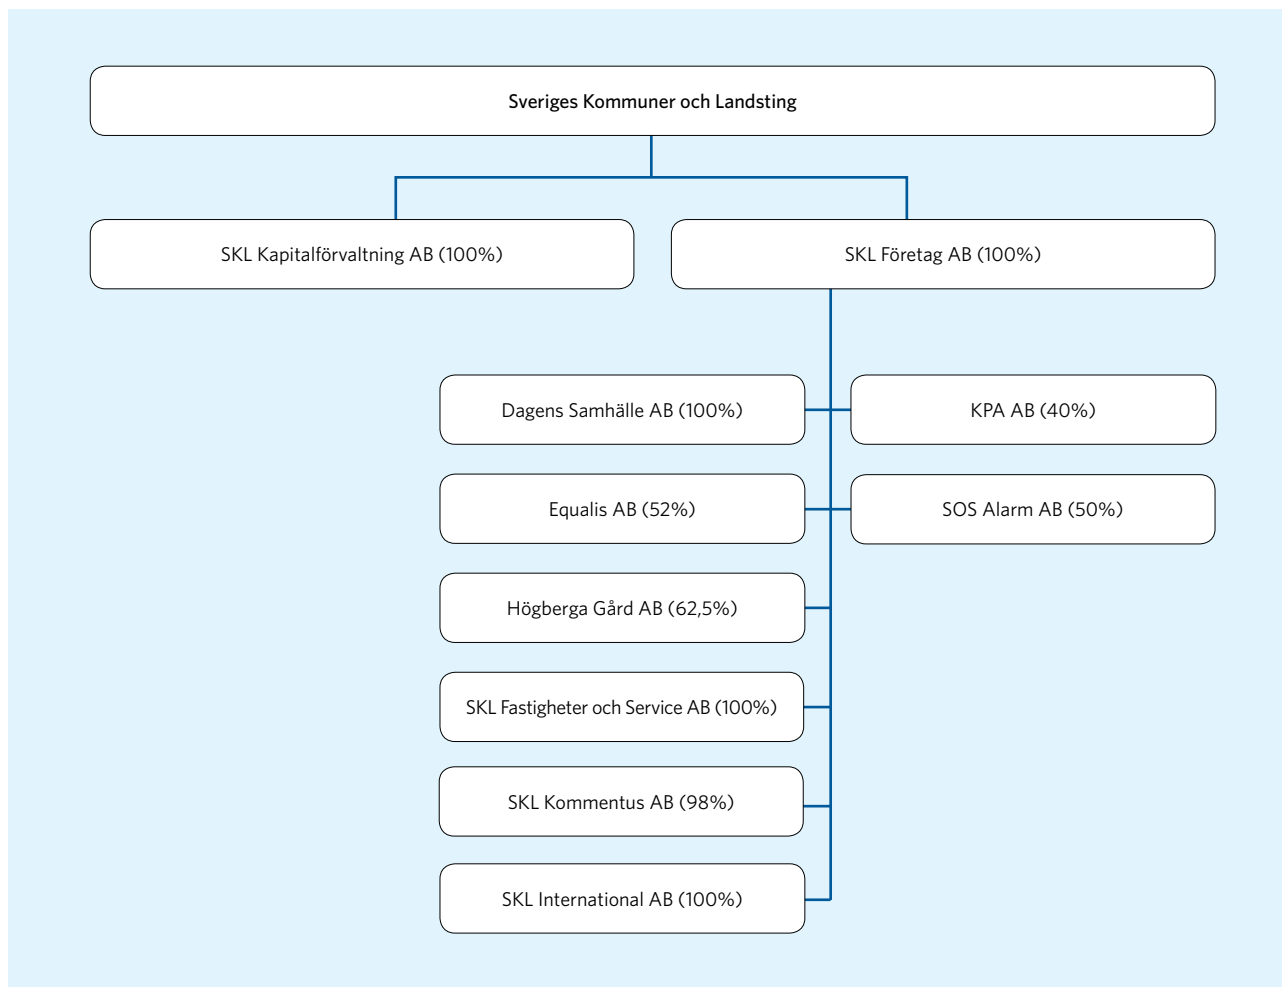 Sveriges Kommuner och Landsting
SKL Kapitalförvaltning AB (100%)
SKL Företag AB (100%)
Dagens Samhälle AB (100%)
KPA AB (40%)
Equalis AB (52%)
SOS Alarm AB (50%)
Högberga Gård AB (62,5%)
SKL Fastigheter och Service AB (100%)
SKL Kommentus AB (98%)
SKL International AB (100%)